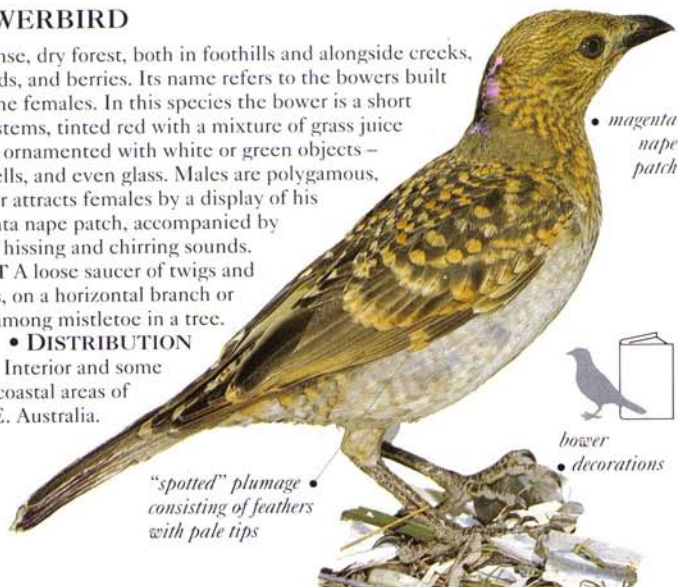 WERBIRD
nse, dry forest, both in foothills and alongside creeks,
ds, and berries. Its name refers to the bowers built
ne females. In this species the bower is a short
stems, tinted red with a mixture of grass juice
ornamented with white or green objects –
ells, and even glass. Males are polygamous,
r attracts females by a display of his
nta nape patch, accompanied by
hissing and chirring sounds.
T A loose saucer of twigs and
s, on a horizontal branch or
among mistletoe in a tree.
• DISTRIBUTION
Interior and some
coastal areas of
E. Australia.
• magenta
nape
patch
bower
• decorations
"spotted" plumage •
consisting of feathers
with pale tips